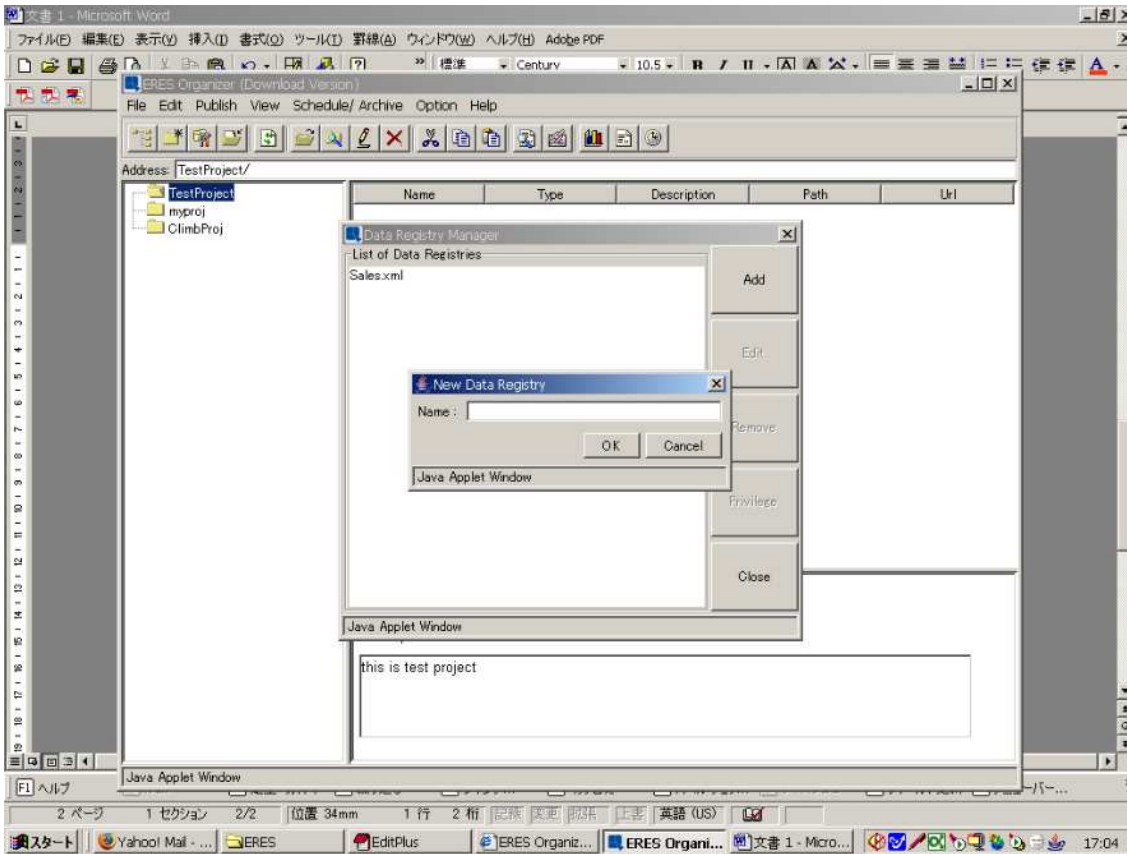 文書 1 - Microsoft Word
ファイル(F) 編集(E) 表示(V) 挿入(I) 書式(O) ツール(T) 罫線(A) ウィンドウ(W) ヘルプ(H) Adobe PDF
標準 Century 10.5 B I U A A A
ERES Organizer (Download Version)
File Edit Publish View Schedule/ Archive Option Help
Address: TestProject/
TestProject
myproj
ClimbProj
Name Type Description Path Url
Data Registry Manager
List of Data Registries
Sales.xml
Add
Edit
Remove
Privilege
Close
New Data Registry
Name :
OK Cancel
Java Applet Window
Java Applet Window
this is test project
Java Applet Window
F1 ヘルプ
2 ページ 1 セクション 2/2 位置 34mm 1 行 2 桁 記録 変更 拡張 上書 英語 (US)
スタート Yahoo! Mail - ... ERES EditPlus ERES Organiz... ERES Organi... 文書 1 - Micro... 17:04